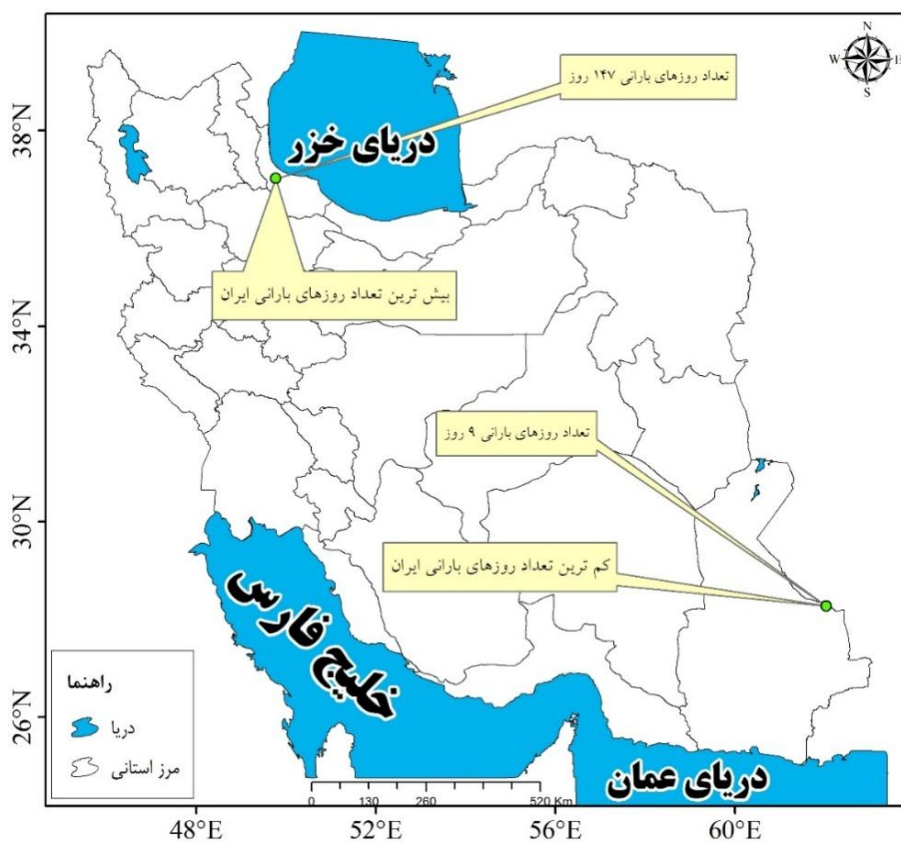 N
W
E
S
تعداد روزهای بارانی ۱۴۷ روز
38°N
دریای خزر
بیش ترین تعداد روزهای بارانی ایران
34°N
تعداد روزهای بارانی ۹ روز
30°N
کم ترین تعداد روزهای بارانی ایران
خلیج فارس
راهنما
دریا
مرز استانی
26°N
دریای عمان
0 130 260 520 Km
48°E 52°E 56°E 60°E